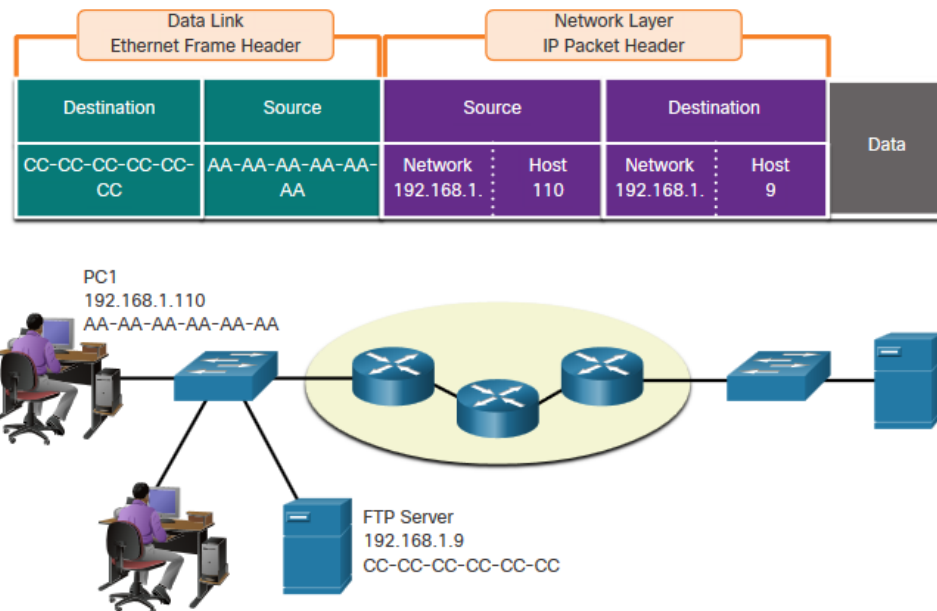 Data Link
Ethernet Frame Header
Network Layer
IP Packet Header
Destination
Source
Source
Destination
Data
CC-CC-CC-CC-CC-
CC
AA-AA-AA-AA-AA-
AA
Network
192.168.1.
Host
110
Network
192.168.1.
Host
9
PC1
192.168.1.110
AA-AA-AA-AA-AA-AA
FTP Server
192.168.1.9
CC-CC-CC-CC-CC-CC